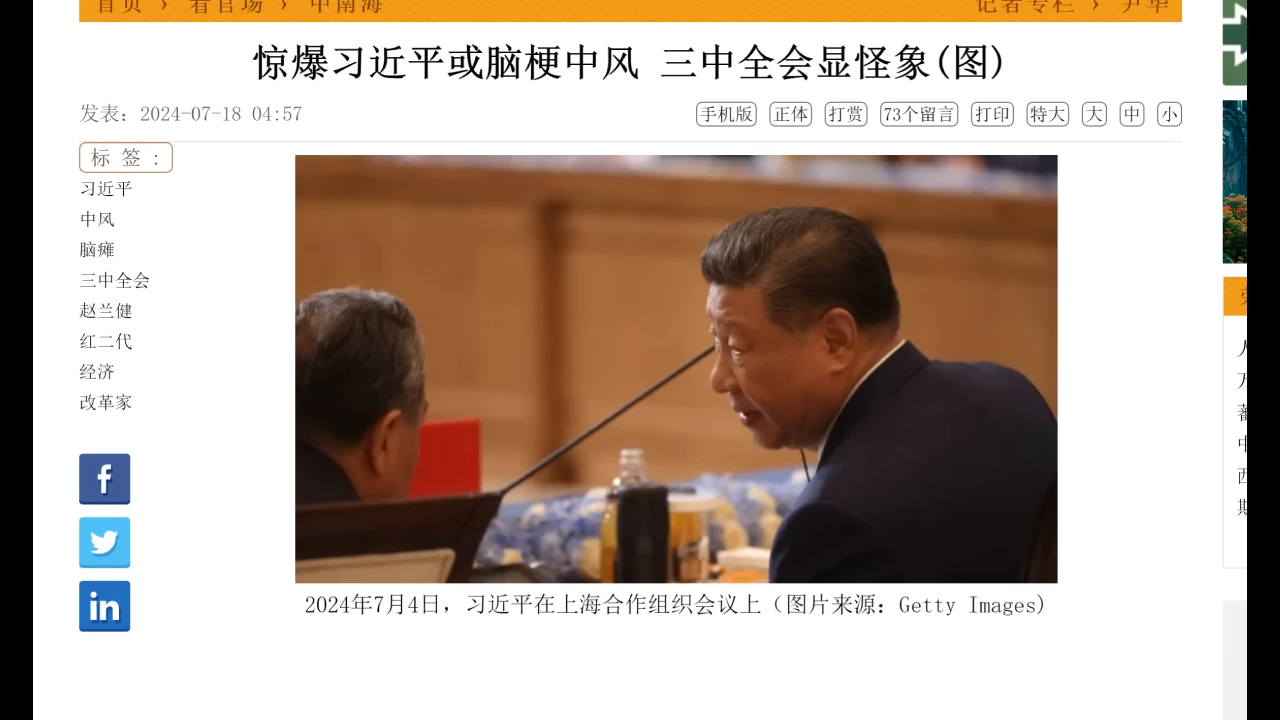 首页 › 看官场 › 中南海
记者专栏 › 尹华
惊爆习近平或脑梗中风 三中全会显怪象(图)
发表：2024-07-18 04:57
手机版 正体 打赏 73个留言 打印 特大 大 中 小
标 签 :
习近平
中风
脑瘫
三中全会
赵兰健
红二代
经济
改革家
2024年7月4日，习近平在上海合作组织会议上（图片来源：Getty Images）
中
西